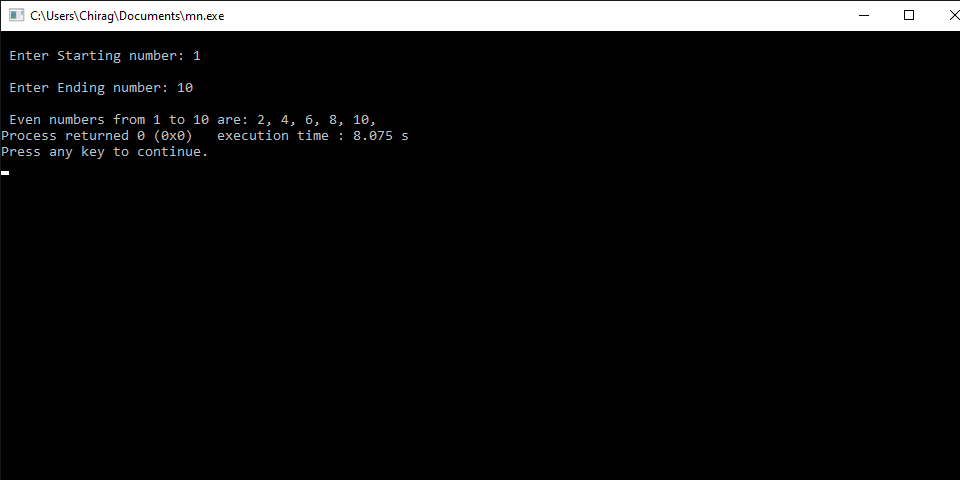 C:\Users\Chirag\Documents\mn.exe
Enter Starting number: 1
Enter Ending number: 10
Even numbers from 1 to 10 are: 2, 4, 6, 8, 10,
Process returned 0 (0x0)   execution time : 8.075 s
Press any key to continue.